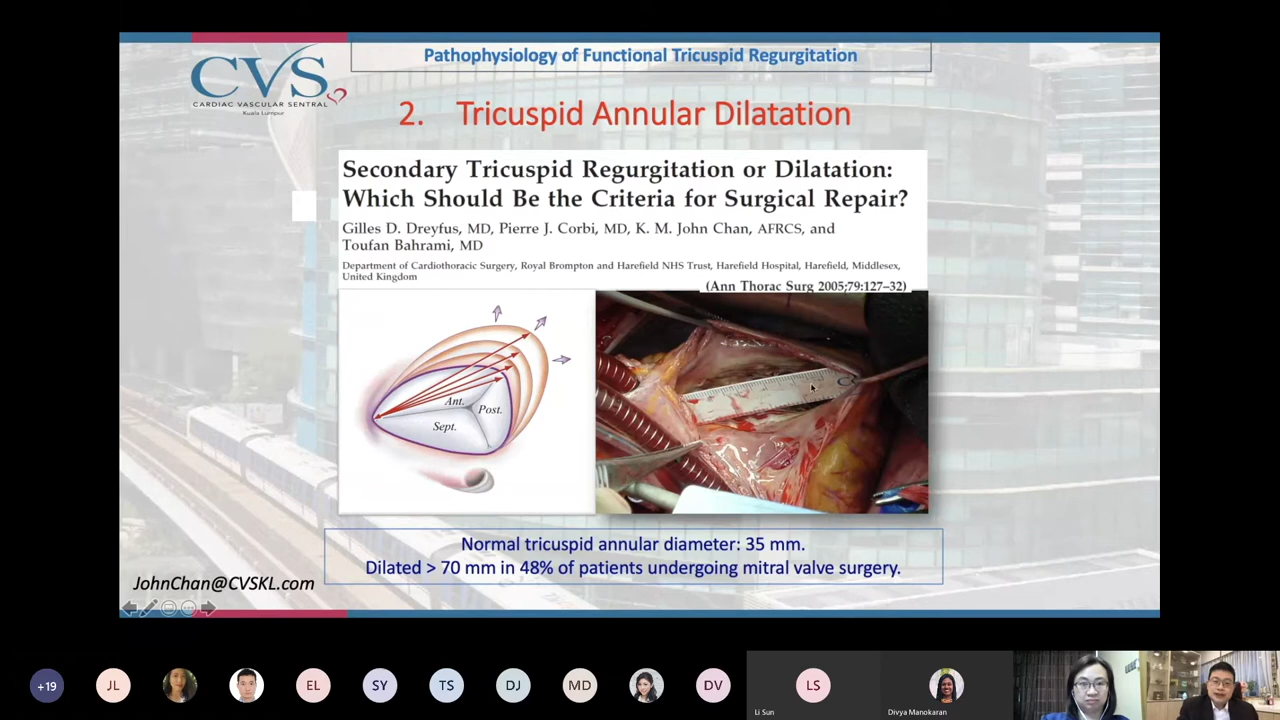 Pathophysiology of Functional Tricuspid Regurgitation
CVS
CARDIAC VASCULAR SENTRAL
Kuala Lumpur
2. Tricuspid Annular Dilatation
Secondary Tricuspid Regurgitation or Dilatation:
Which Should Be the Criteria for Surgical Repair?
Gilles D. Dreyfus, MD, Pierre J. Corbi, MD, K. M. John Chan, AFRCS, and
Toufan Bahrami, MD
Department of Cardiothoracic Surgery, Royal Brompton and Harefield NHS Trust, Harefield Hospital, Harefield, Middlesex,
United Kingdom
(Ann Thorac Surg 2005;79:127–32)
Ant.
Post.
Sept.
Normal tricuspid annular diameter: 35 mm.
Dilated > 70 mm in 48% of patients undergoing mitral valve surgery.
JohnChan@CVSKL.com
+19
JL
EL
SY
TS
DJ
MD
DV
LS
Li Sun
Divya Manokaran